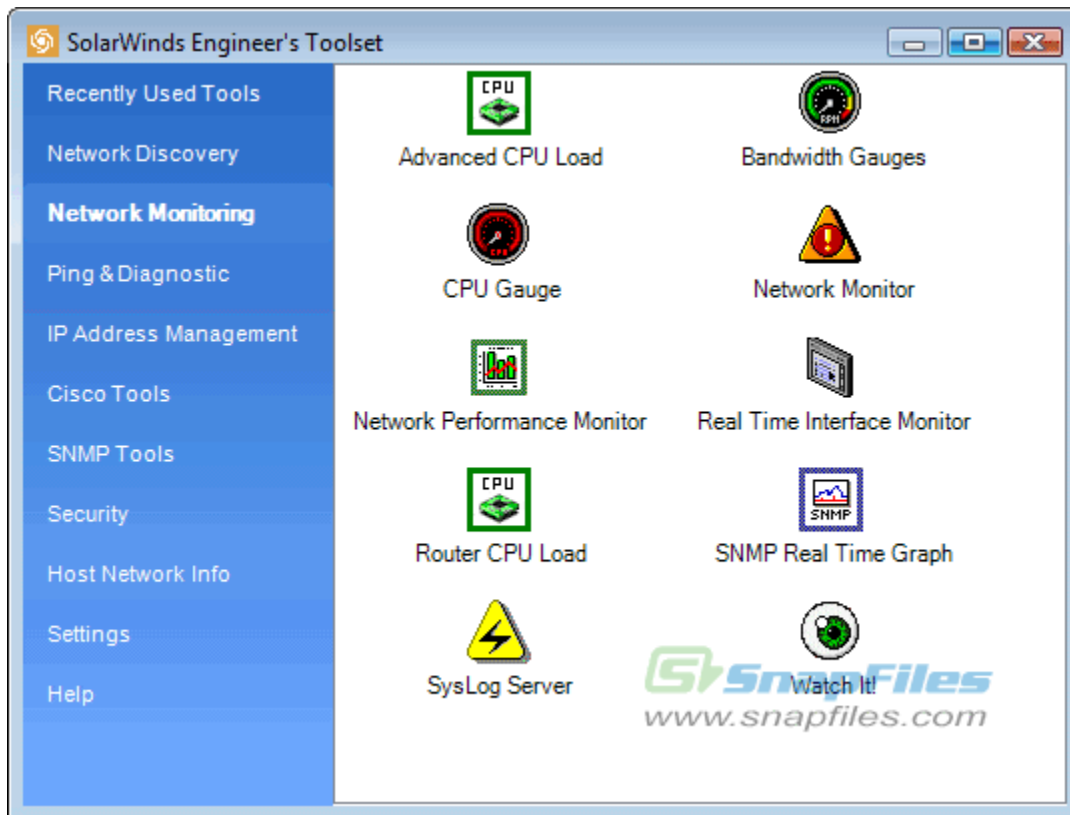 SolarWinds Engineer's Toolset
Recently Used Tools
Network Discovery
Network Monitoring
Ping & Diagnostic
IP Address Management
Cisco Tools
SNMP Tools
Security
Host Network Info
Settings
Help
CPU
Advanced CPU Load
RPM
Bandwidth Gauges
CPU Gauge
Network Monitor
Network Performance Monitor
Real Time Interface Monitor
CPU
Router CPU Load
SNMP
SNMP Real Time Graph
SysLog Server
Watch It!
SnapFiles
www.snapfiles.com